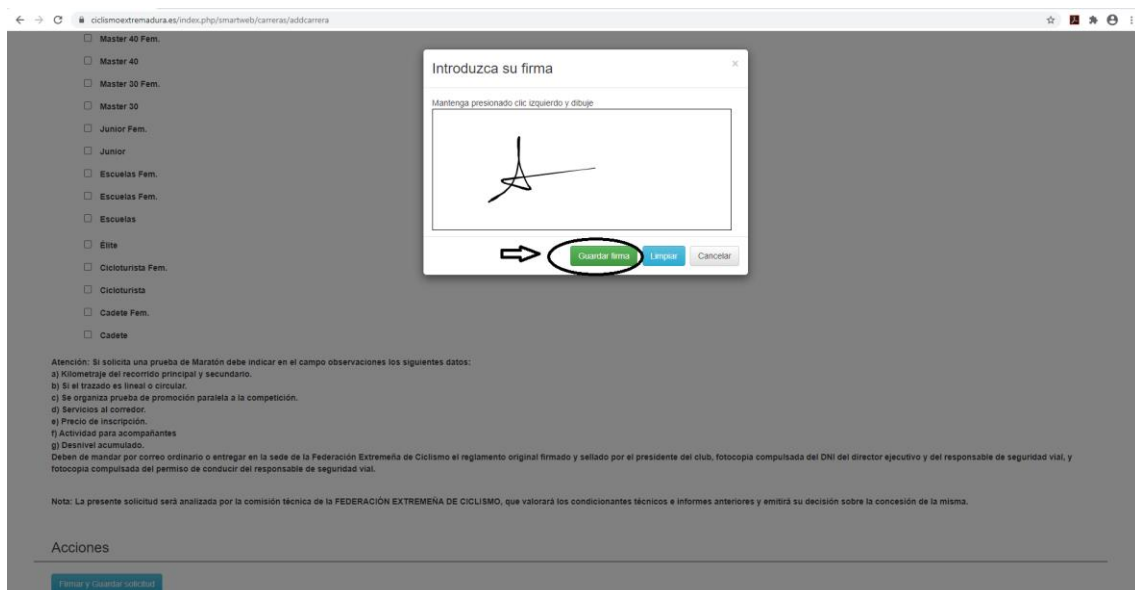 ciclismoextremadura.es/index.php/smartweb/carreras/addcarrera
Master 40 Fem.
Master 40
Master 30 Fem.
Master 30
Junior Fem.
Junior
Escuelas Fem.
Escuelas Fem.
Escuelas
Élite
Cicloturista Fem.
Cicloturista
Cadete Fem.
Cadete
Introduzca su firma
×
Mantenga presionado clic izquierdo y dibuje
Guardar firma Limpiar Cancelar
Atención: Si solicita una prueba de Maratón debe indicar en el campo observaciones los siguientes datos:
a) Kilometraje del recorrido principal y secundario.
b) Si el trazado es lineal o circular.
c) Se organiza prueba de promoción paralela a la competición.
d) Servicios al corredor.
e) Precio de inscripción.
f) Actividad para acompañantes
g) Desnivel acumulado.
Deben de mandar por correo ordinario o entregar en la sede de la Federación Extremeña de Ciclismo el reglamento original firmado y sellado por el presidente del club, fotocopia compulsada del DNI del director ejecutivo y del responsable de seguridad vial, y
fotocopia compulsada del permiso de conducir del responsable de seguridad vial.
Nota: La presente solicitud será analizada por la comisión técnica de la FEDERACIÓN EXTREMEÑA DE CICLISMO, que valorará los condicionantes técnicos e informes anteriores y emitirá su decisión sobre la concesión de la misma.
Acciones
Firmar y Guardar solicitud